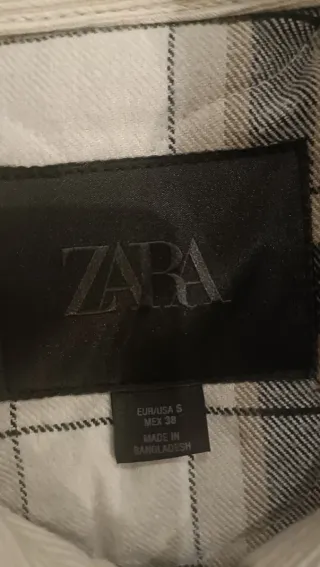 ZARA
EUR/USA S
MEX 38
MADE IN
BANGLADESH